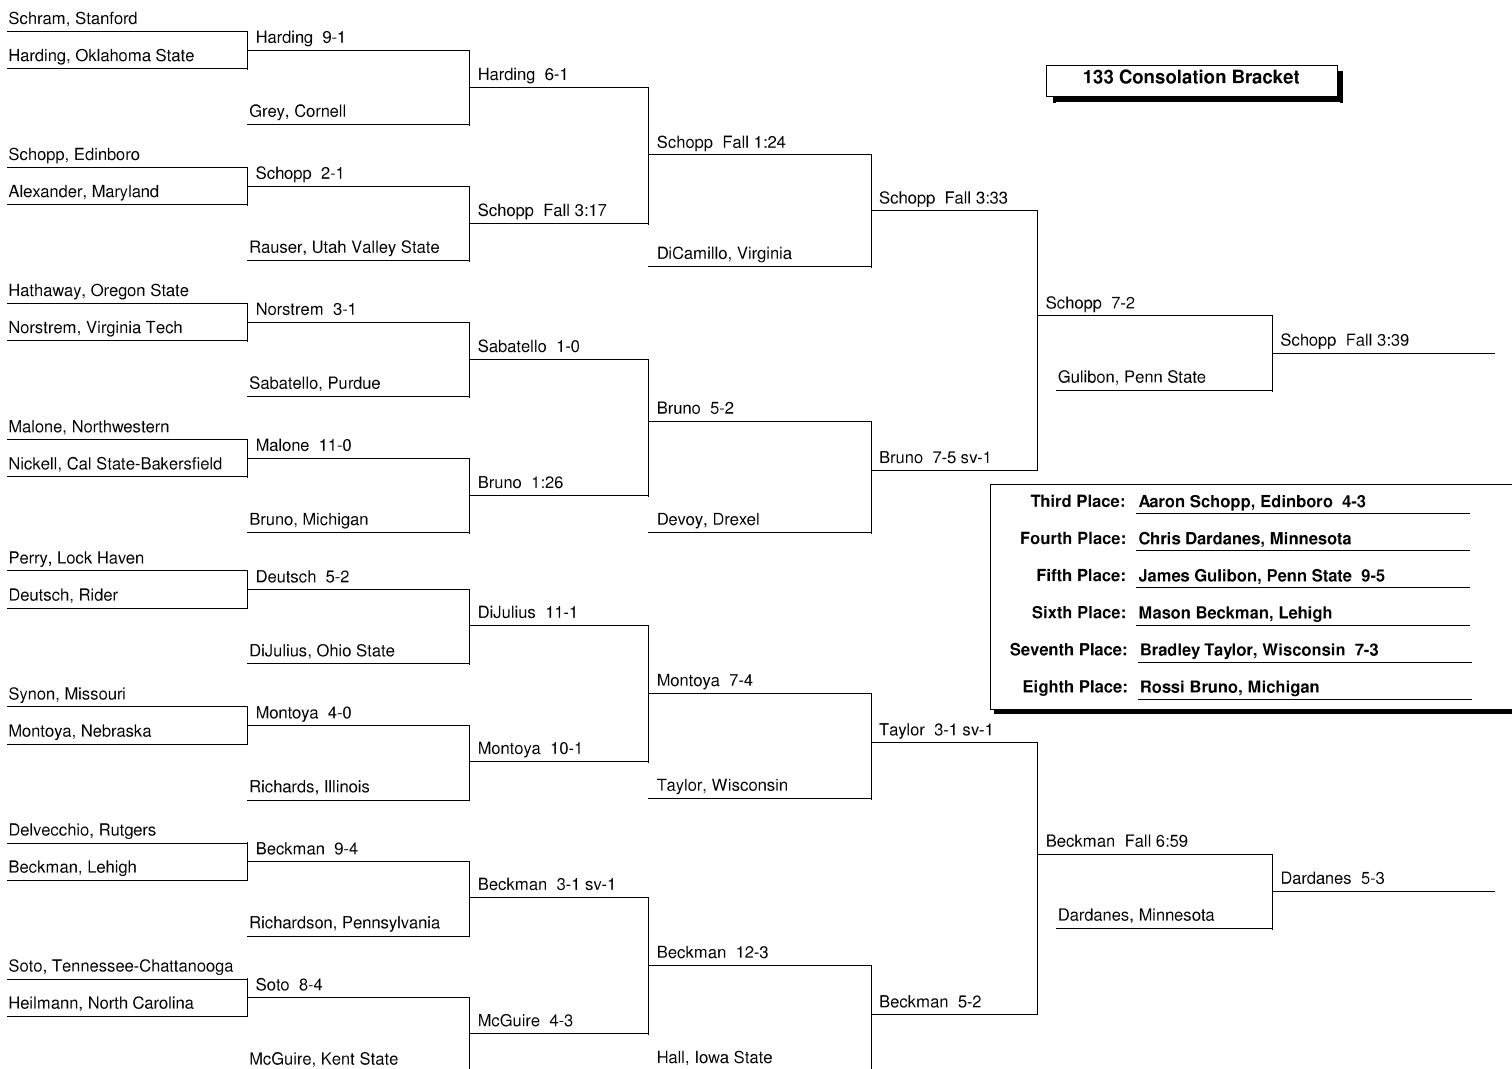 Schram, Stanford
Harding, Oklahoma State
Harding 9-1
Grey, Cornell
Harding 6-1
Schopp, Edinboro
Alexander, Maryland
Schopp 2-1
Rauser, Utah Valley State
Schopp Fall 3:17
Schopp Fall 1:24
DiCamillo, Virginia
Schopp Fall 3:33
Hathaway, Oregon State
Norstrem, Virginia Tech
Norstrem 3-1
Sabatello, Purdue
Sabatello 1-0
Malone, Northwestern
Nickell, Cal State-Bakersfield
Malone 11-0
Bruno, Michigan
Bruno 1:26
Bruno 5-2
Devoy, Drexel
Bruno 7-5 sv-1
Schopp 7-2
Gulibon, Penn State
Schopp Fall 3:39
133 Consolation Bracket
Perry, Lock Haven
Deutsch, Rider
Deutsch 5-2
DiJulius, Ohio State
DiJulius 11-1
Synon, Missouri
Montoya, Nebraska
Montoya 4-0
Richards, Illinois
Montoya 10-1
Montoya 7-4
Taylor, Wisconsin
Taylor 3-1 sv-1
Delvecchio, Rutgers
Beckman, Lehigh
Beckman 9-4
Richardson, Pennsylvania
Beckman 3-1 sv-1
Soto, Tennessee-Chattanooga
Heilmann, North Carolina
Soto 8-4
McGuire, Kent State
McGuire 4-3
Beckman 12-3
Hall, Iowa State
Beckman 5-2
Beckman Fall 6:59
Dardanes, Minnesota
Dardanes 5-3
Third Place: Aaron Schopp, Edinboro 4-3
Fourth Place: Chris Dardanes, Minnesota
Fifth Place: James Gulibon, Penn State 9-5
Sixth Place: Mason Beckman, Lehigh
Seventh Place: Bradley Taylor, Wisconsin 7-3
Eighth Place: Rossi Bruno, Michigan